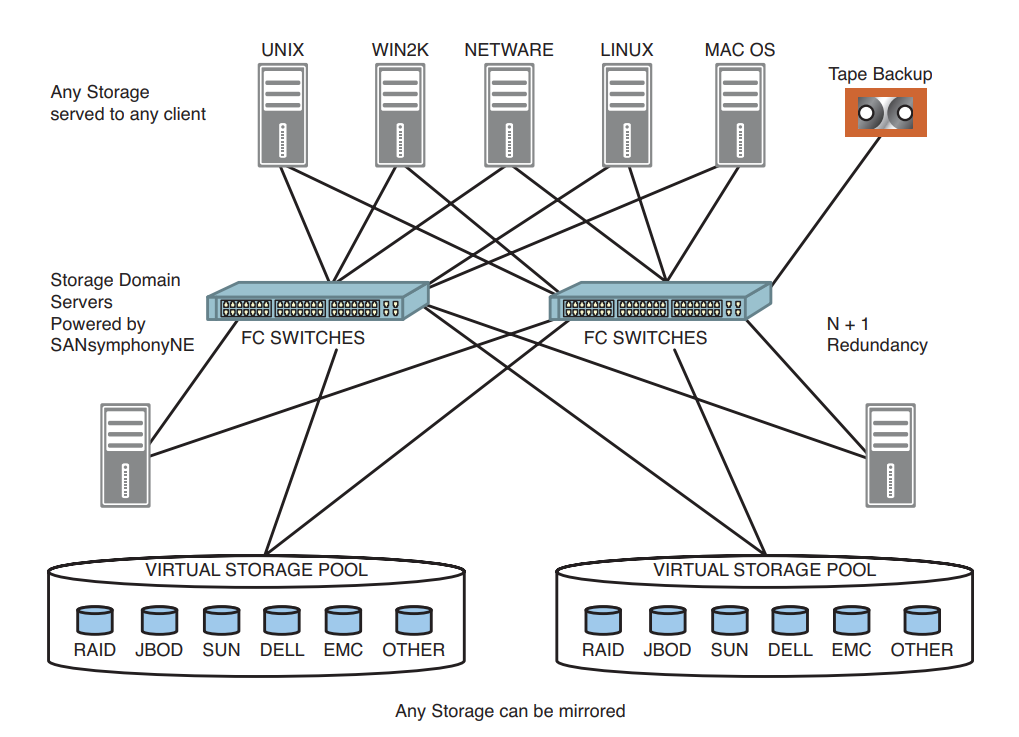 UNIX WIN2K NETWARE LINUX MAC OS
Tape Backup
Any Storage
served to any client
Storage Domain
Servers
Powered by
SANsymphonyNE
FC SWITCHES FC SWITCHES
N + 1
Redundancy
VIRTUAL STORAGE POOL VIRTUAL STORAGE POOL
RAID JBOD SUN DELL EMC OTHER RAID JBOD SUN DELL EMC OTHER
Any Storage can be mirrored